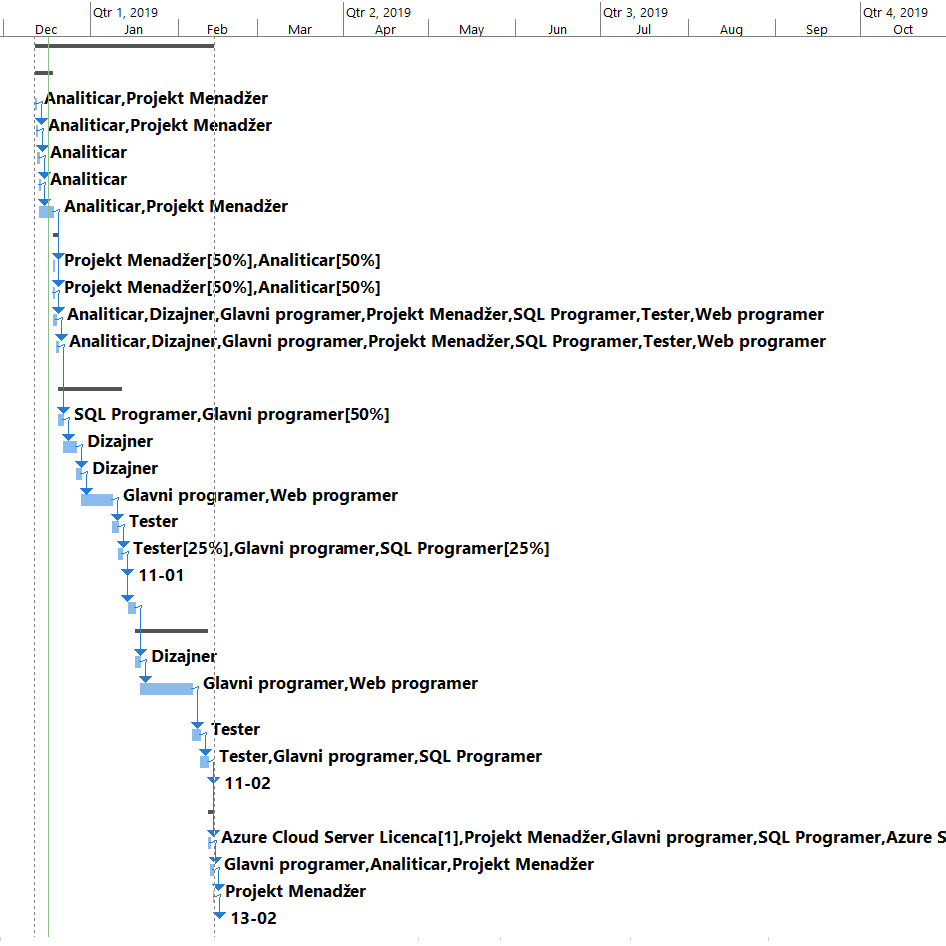 Qtr 1, 2019 Qtr 2, 2019 Qtr 3, 2019 Qtr 4, 2019
Dec Jan Feb Mar Apr May Jun Jul Aug Sep Oct
Analiticar,Projekt Menadžer
Analiticar,Projekt Menadžer
Analiticar
Analiticar
Analiticar,Projekt Menadžer
Projekt Menadžer[50%],Analiticar[50%]
Projekt Menadžer[50%],Analiticar[50%]
Analiticar,Dizajner,Glavni programer,Projekt Menadžer,SQL Programer,Tester,Web programer
Analiticar,Dizajner,Glavni programer,Projekt Menadžer,SQL Programer,Tester,Web programer
SQL Programer,Glavni programer[50%]
Dizajner
Dizajner
Glavni programer,Web programer
Tester
Tester[25%],Glavni programer,SQL Programer[25%]
11-01
Dizajner
Glavni programer,Web programer
Tester
Tester,Glavni programer,SQL Programer
11-02
Azure Cloud Server Licenca[1],Projekt Menadžer,Glavni programer,SQL Programer,Azure S
Glavni programer,Analiticar,Projekt Menadžer
Projekt Menadžer
13-02